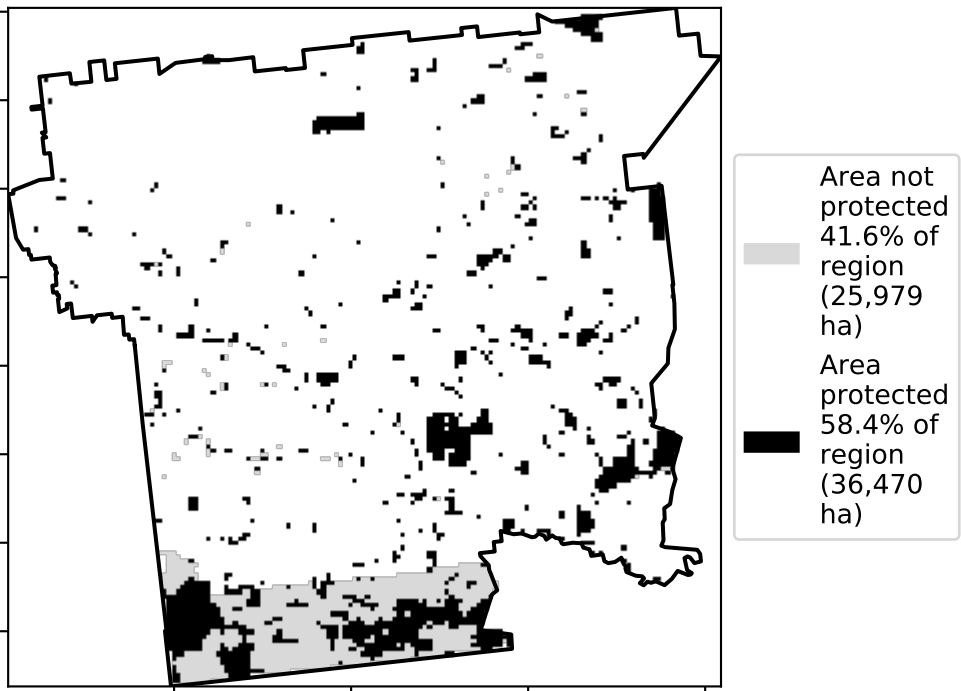 Area not
protected
41.6% of
region
(25,979
ha)
Area
protected
58.4% of
region
(36,470
ha)